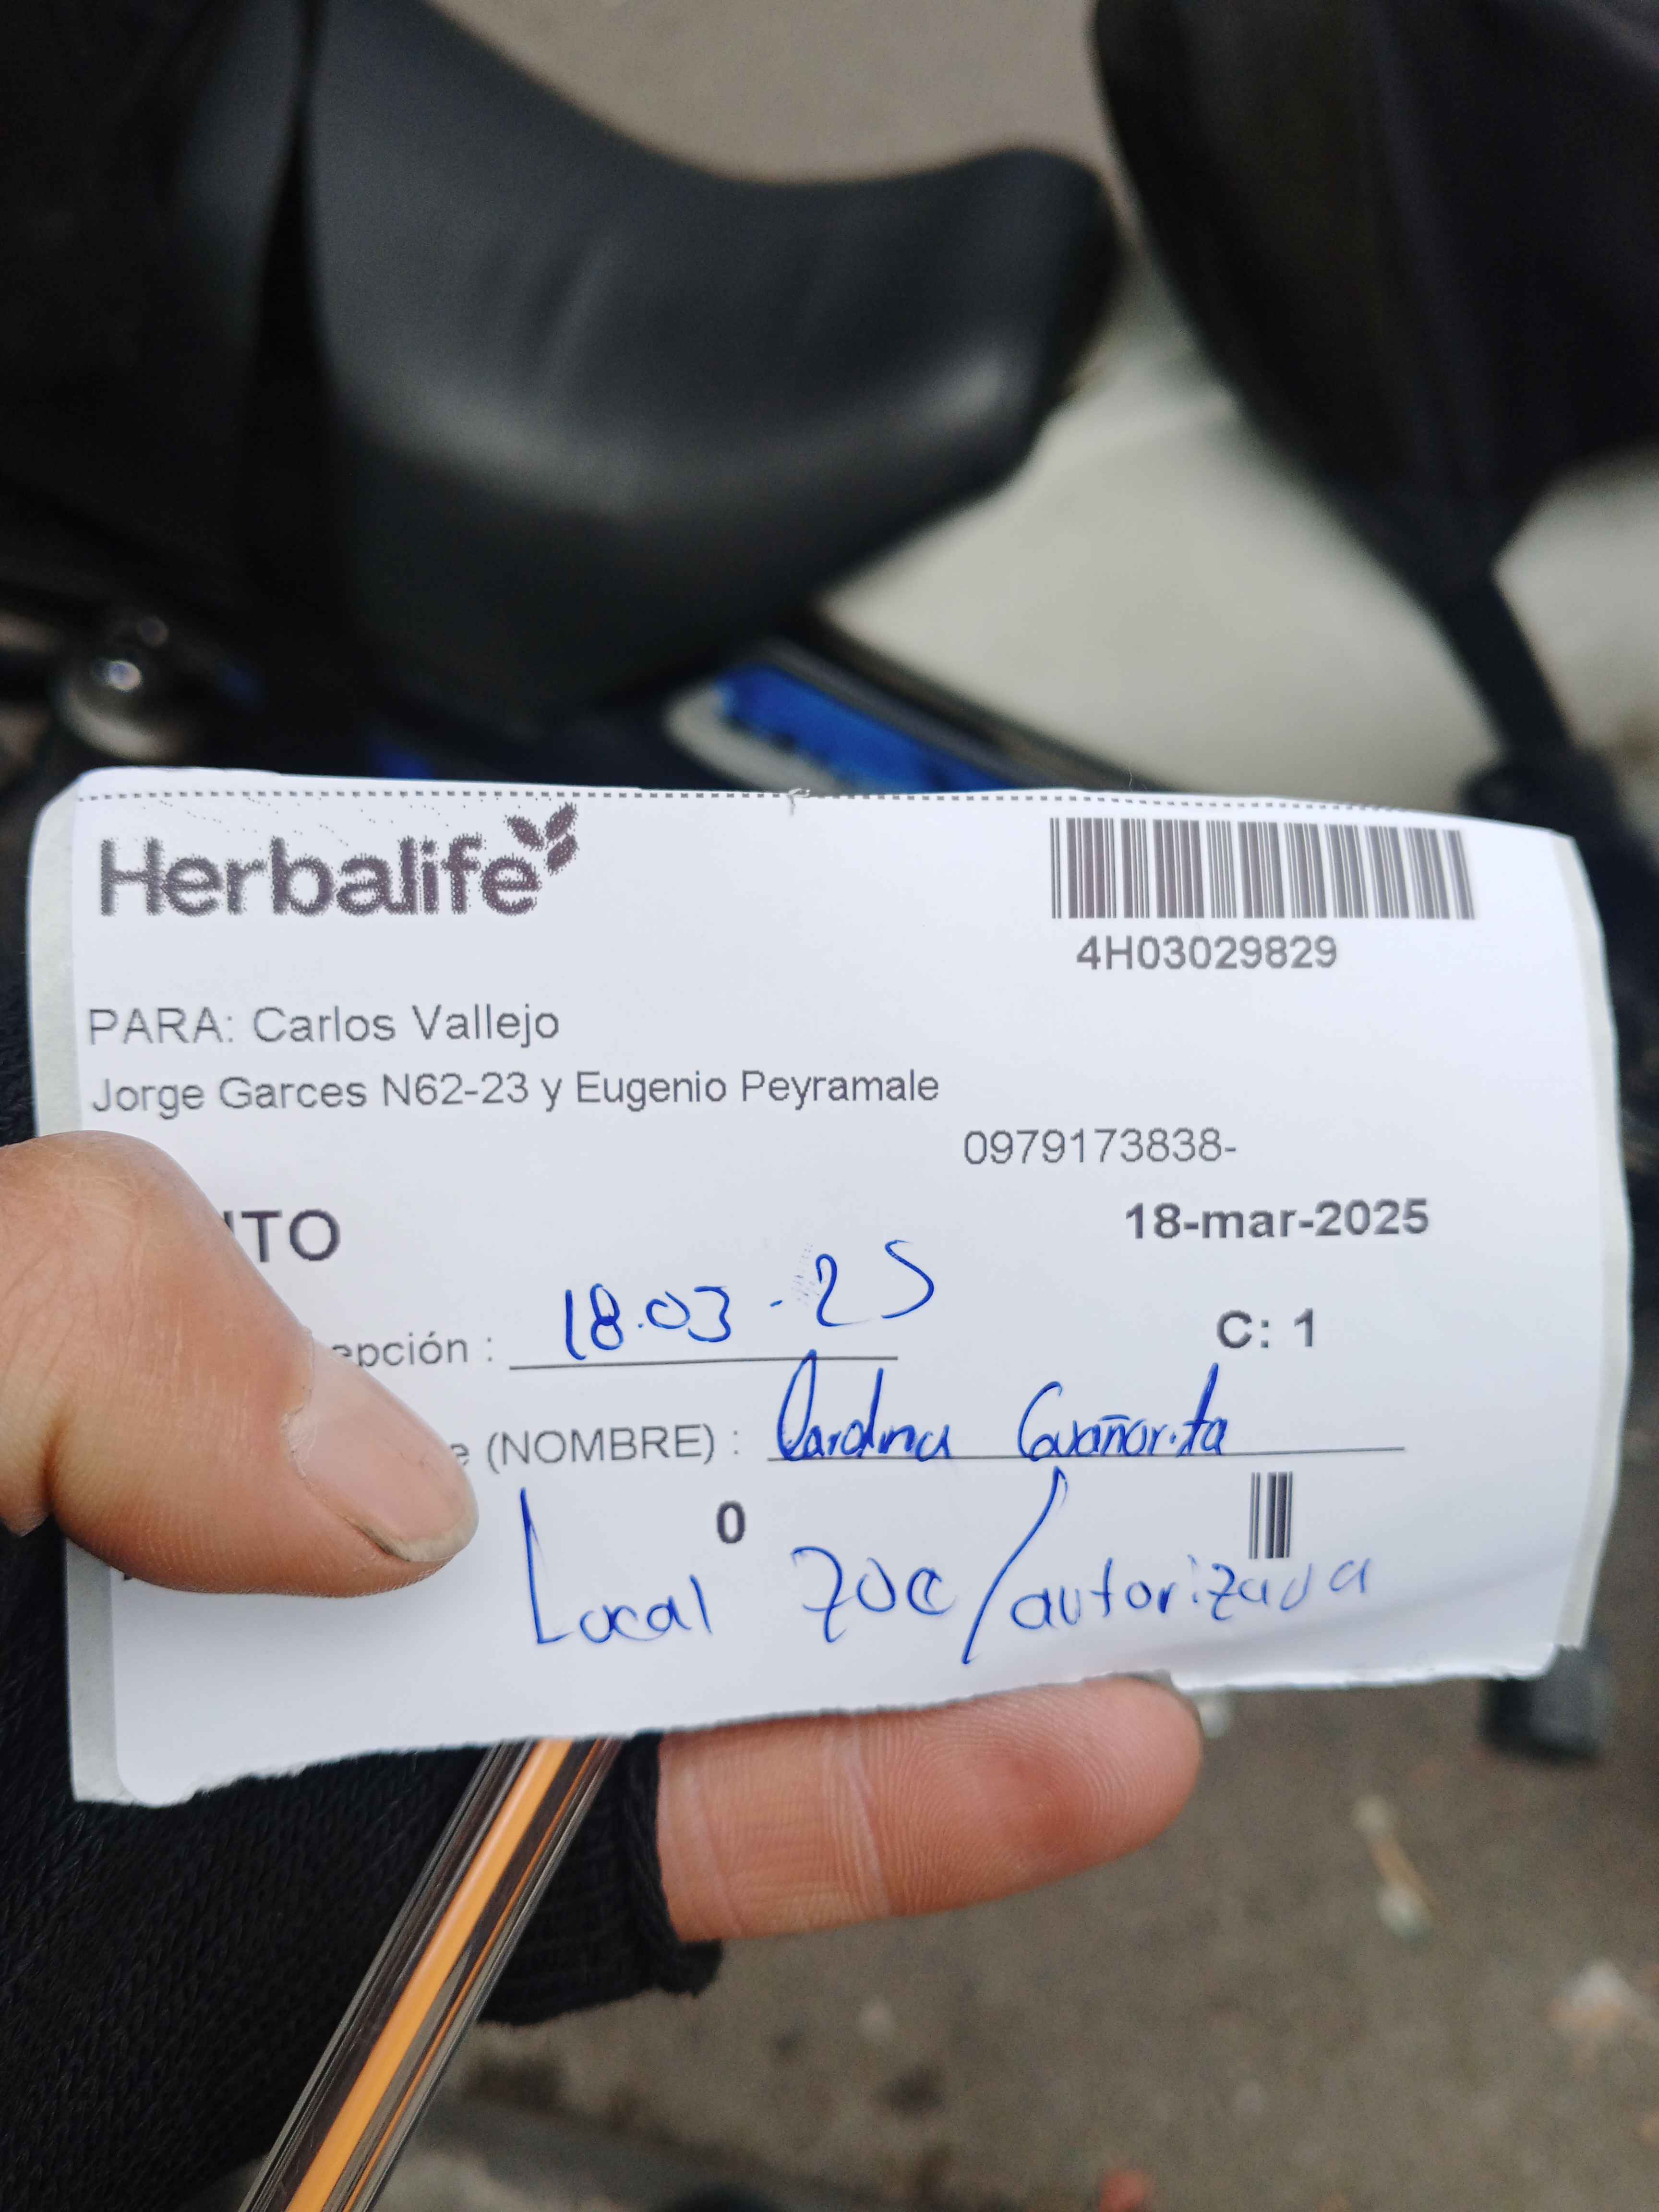 Herbalife
4H03029829
PARA: Carlos Vallejo
Jorge Garces N62-23 y Eugenio Peyramale
0979173838-
ITO
18-mar-2025
epción : 18.03-25
C: 1
e (NOMBRE) : Carolina
0
Local /autorizada